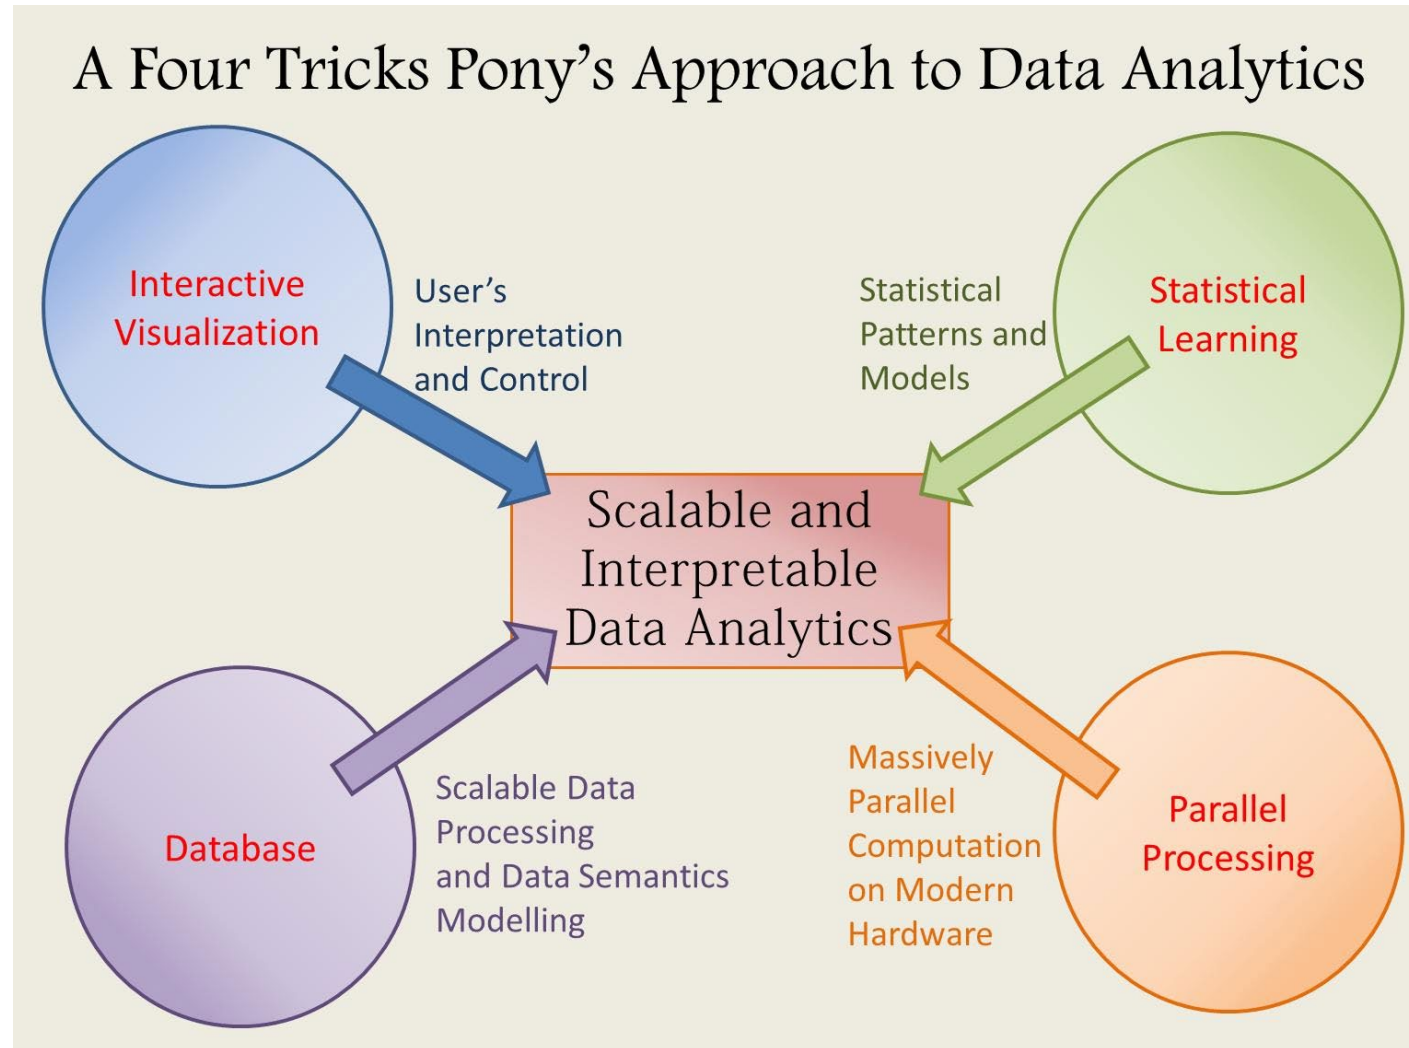 A Four Tricks Pony's Approach to Data Analytics
Interactive
Visualization
User's
Interpretation
and Control
Statistical
Patterns and
Models
Statistical
Learning
Scalable and
Interpretable
Data Analytics
Database
Scalable Data
Processing
and Data Semantics
Modelling
Massively
Parallel
Computation
on Modern
Hardware
Parallel
Processing